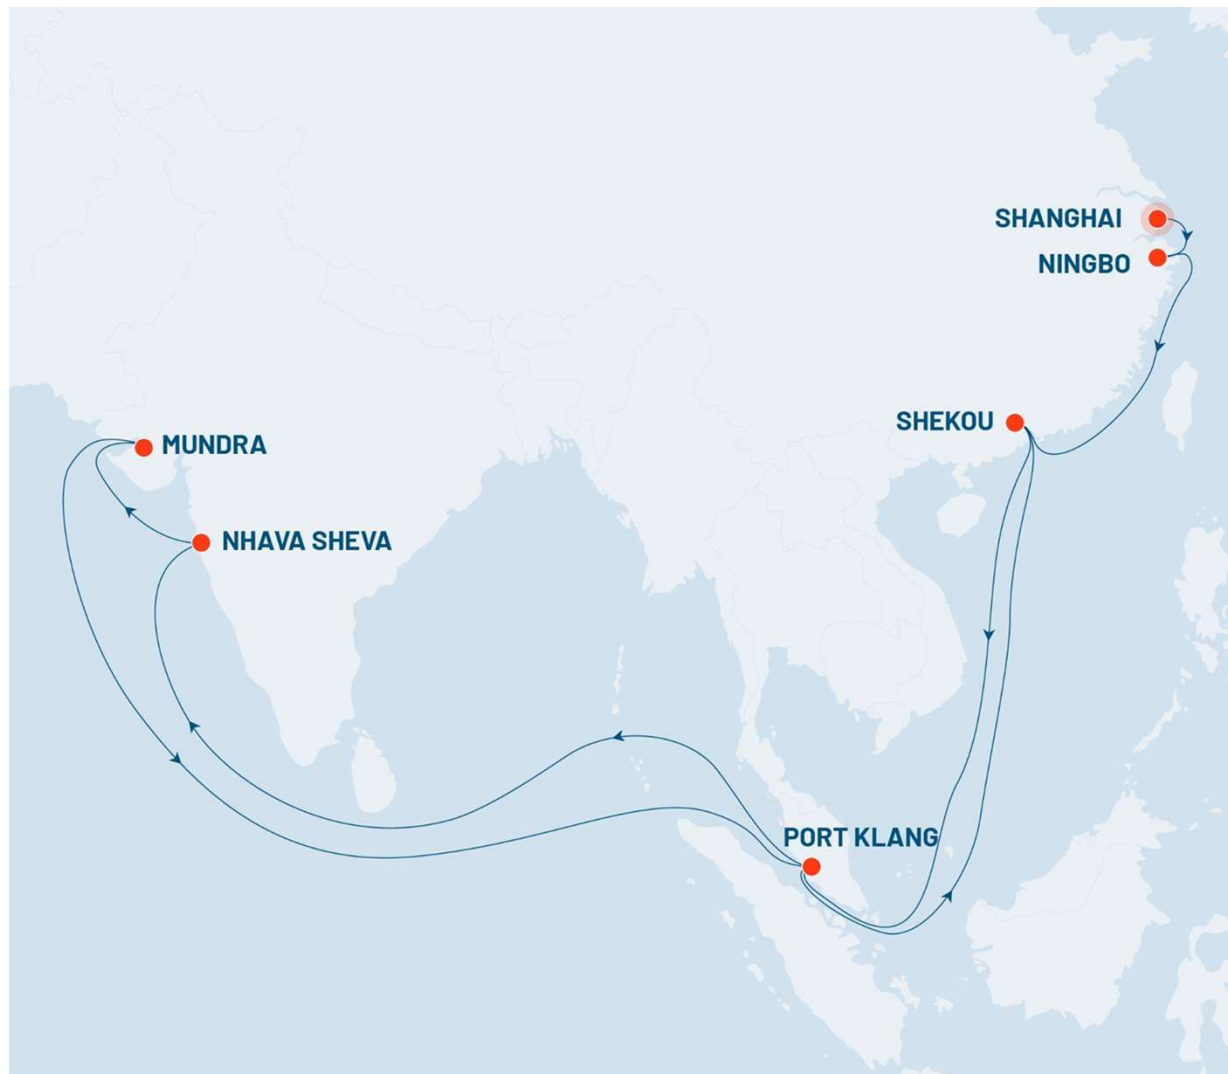 SHANGHAI
NINGBO
SHEKOU
MUNDRA
NHAVA SHEVA
PORT KLANG